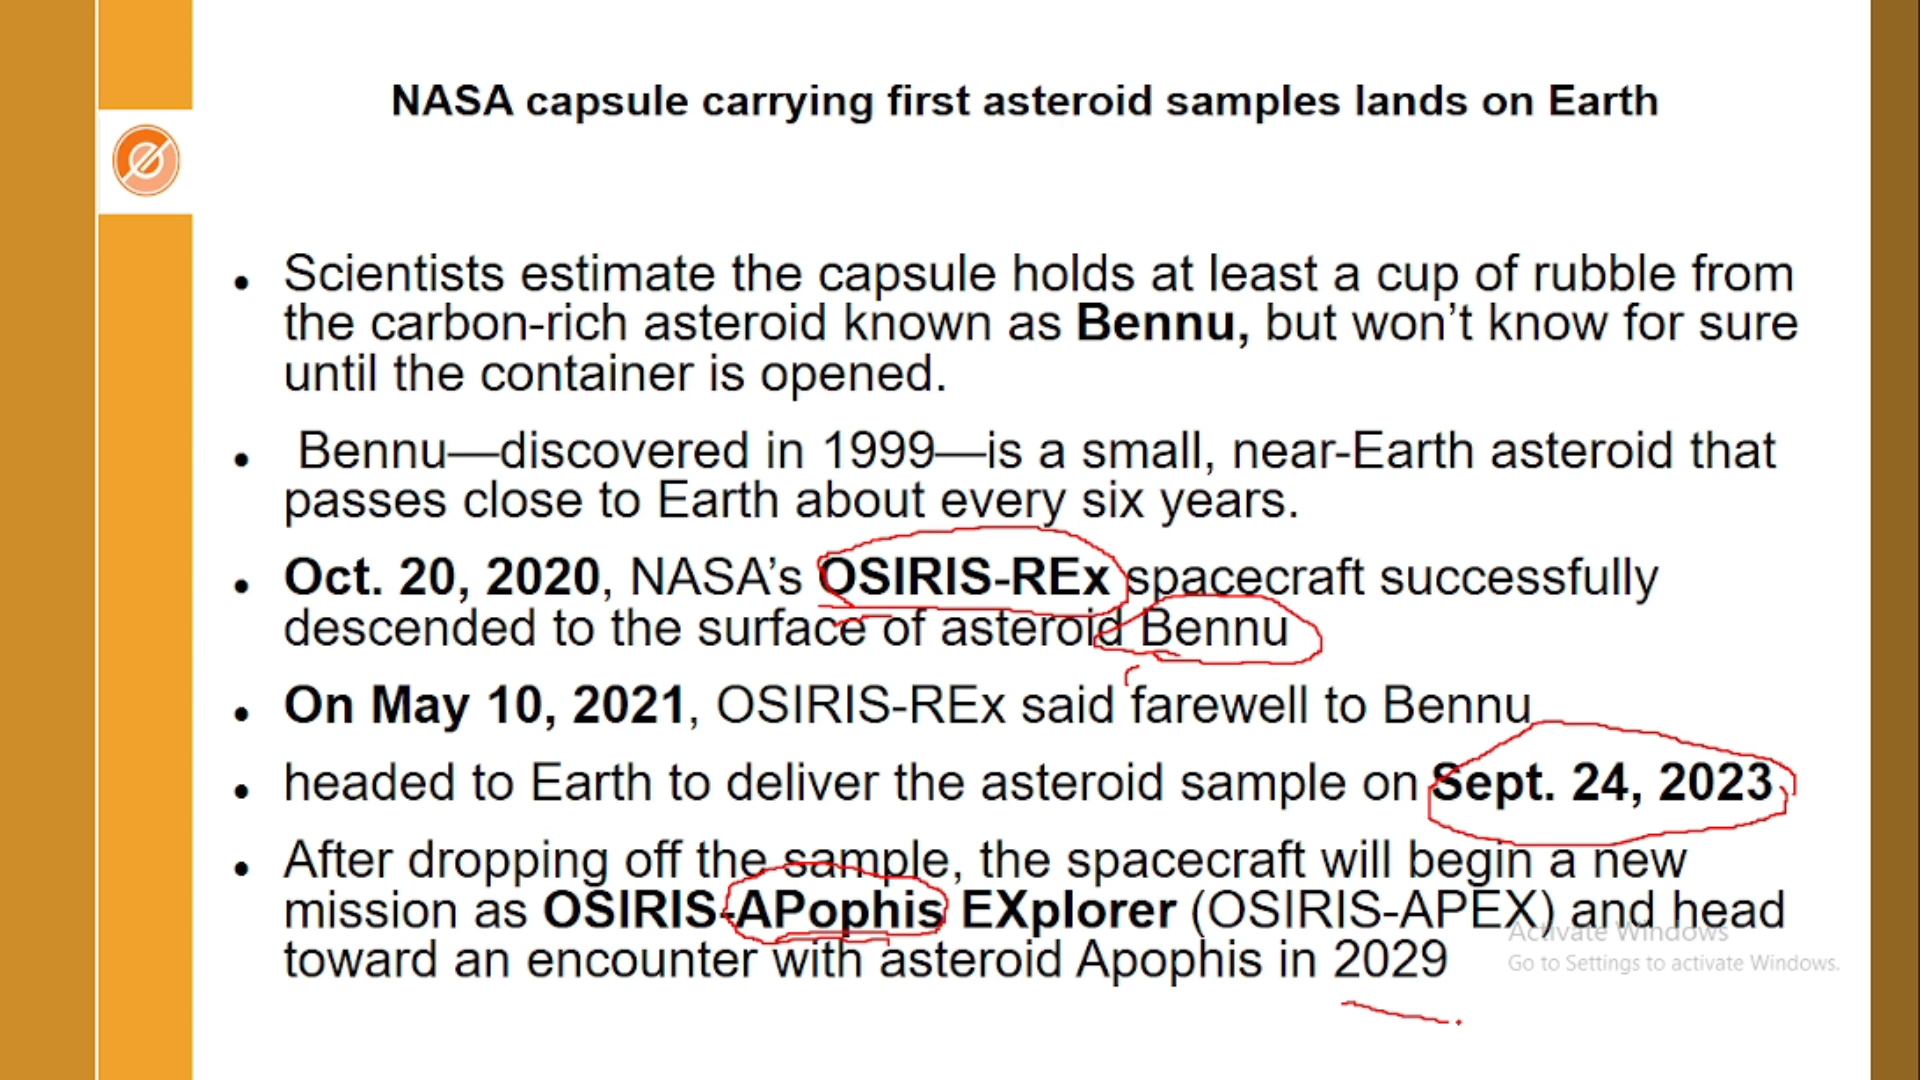 NASA capsule carrying first asteroid samples lands on Earth
• Scientists estimate the capsule holds at least a cup of rubble from
the carbon-rich asteroid known as Bennu, but won’t know for sure
until the container is opened.
• Bennu—discovered in 1999—is a small, near-Earth asteroid that
passes close to Earth about every six years.
• Oct. 20, 2020, NASA’s OSIRIS-REx spacecraft successfully
descended to the surface of asteroid Bennu
• On May 10, 2021, OSIRIS-REx said farewell to Bennu
• headed to Earth to deliver the asteroid sample on Sept. 24, 2023
• After dropping off the sample, the spacecraft will begin a new
mission as OSIRIS-APophis EXplorer (OSIRIS-APEX) and head
toward an encounter with asteroid Apophis in 2029
Activate Windows
Go to Settings to activate Windows.